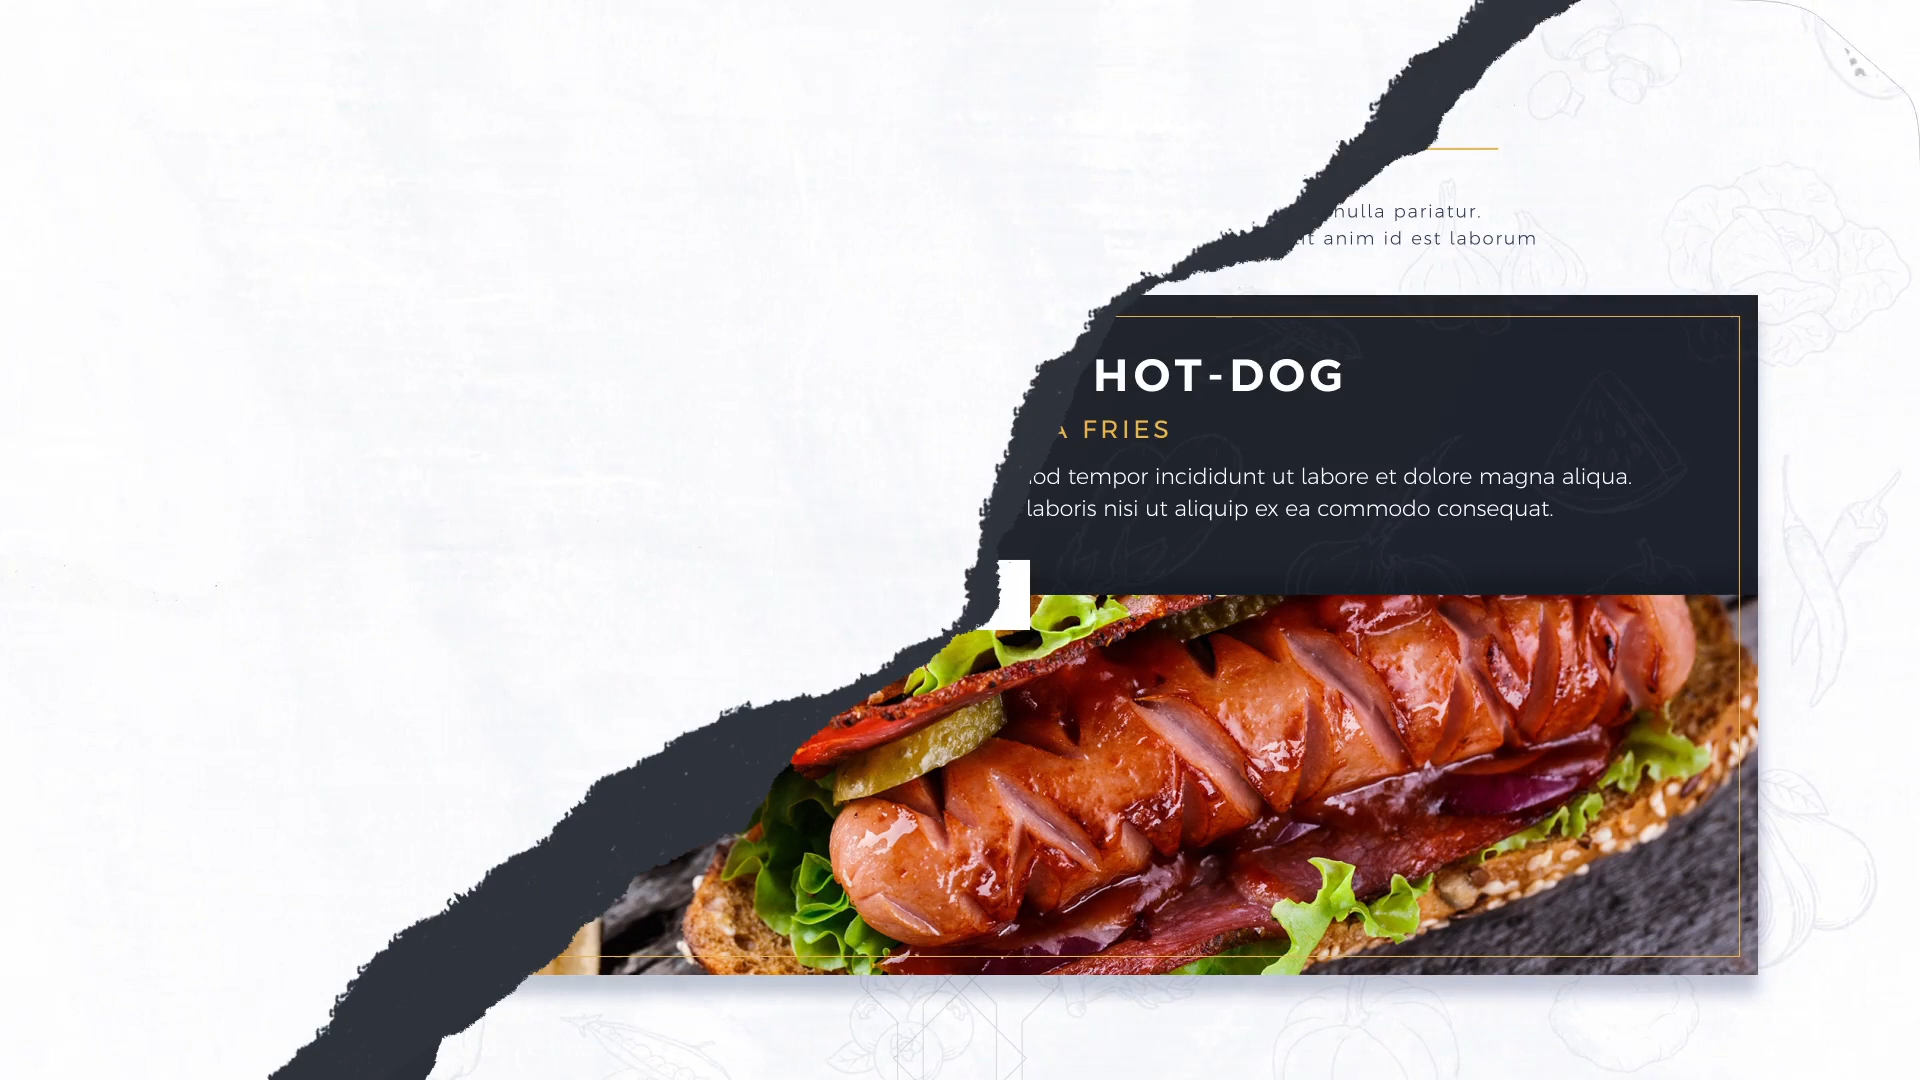 nulla pariatur.
anim id est laborum
HOT-DOG
FRIES
tempor incididunt ut labore et dolore magna aliqua.
laboris nisi ut aliquip ex ea commodo consequat.